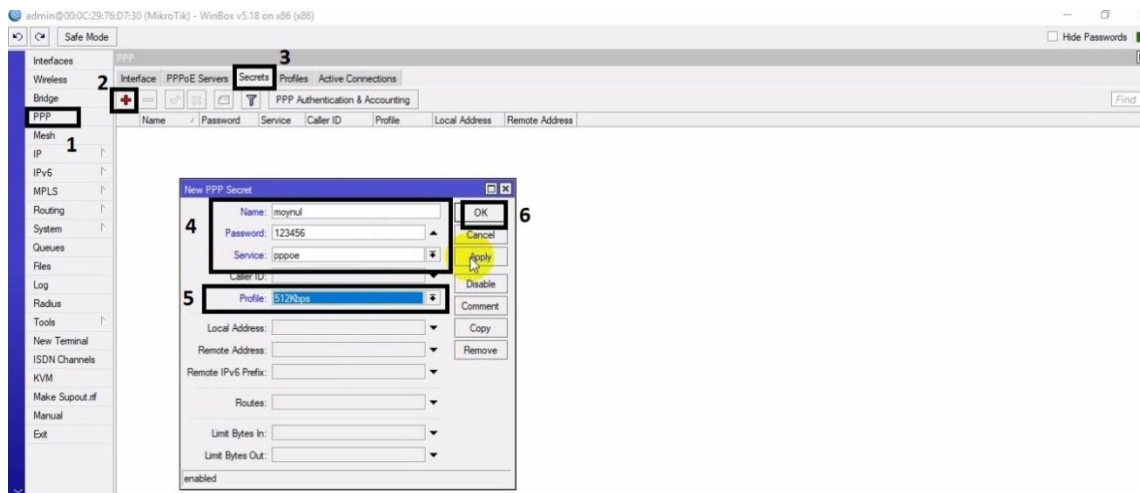 admin@00:0C:29:76:D7:30 (MikroTik) - WinBox v5.18 on x86 (x86)
Safe Mode
Hide Passwords
Interfaces
Wireless
Bridge
PPP
1
Mesh
IP
IPv6
MPLS
Routing
System
Queues
Files
Log
Radius
Tools
New Terminal
ISDN Channels
KVM
Make Supout.rif
Manual
Exit
PPP
3
Interface PPPoE Servers Secrets Profiles Active Connections
2
PPP Authentication & Accounting
Find
Name / Password Service Caller ID Profile Local Address Remote Address
New PPP Secret
4
Name: moynul
Password: 123456
Service: pppoe
Caller ID:
5
Profile: 512Kbps
Local Address:
Remote Address:
Remote IPv6 Prefix:
Routes:
Limit Bytes In:
Limit Bytes Out:
enabled
OK
6
Cancel
Apply
Disable
Comment
Copy
Remove